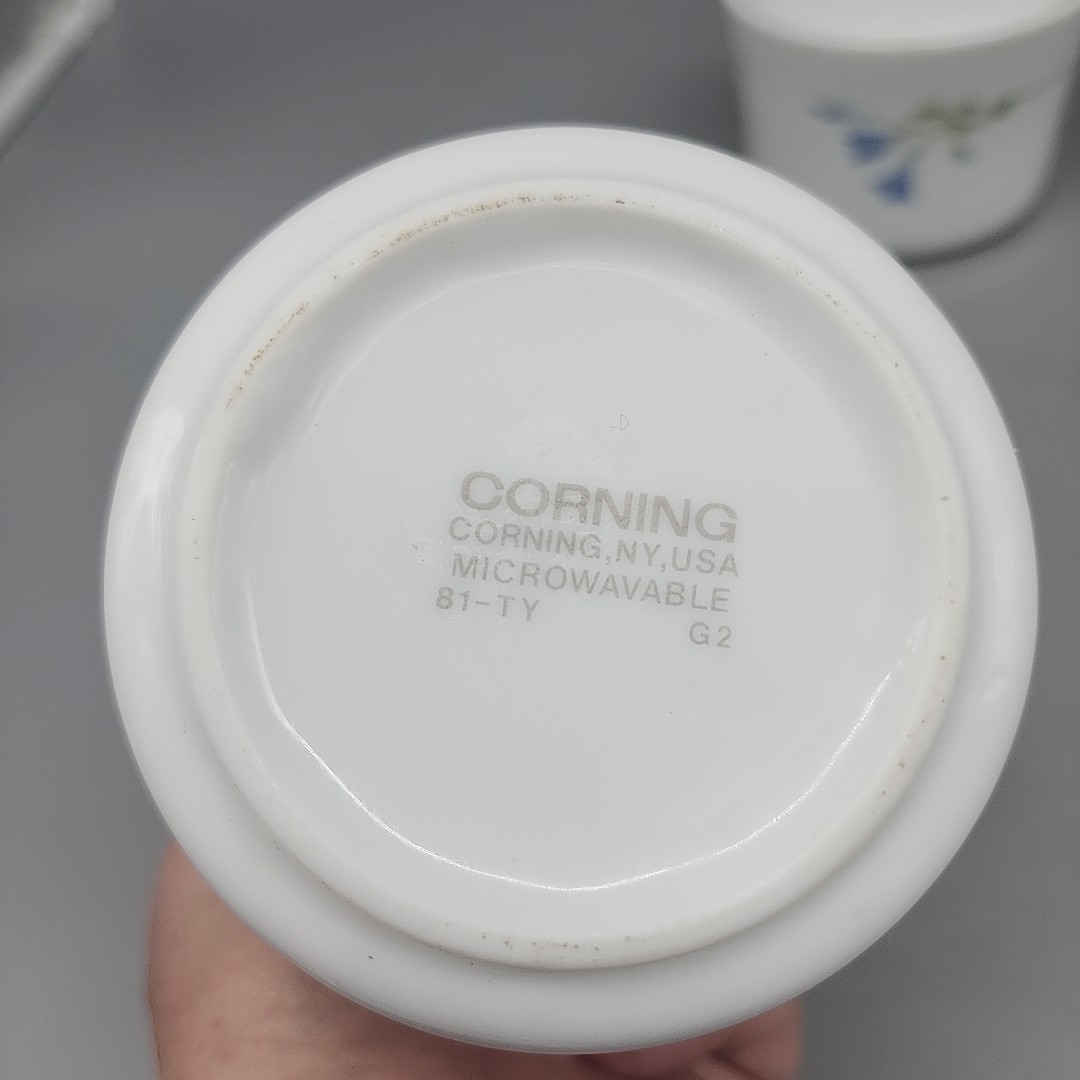 CORNING
CORNING,NY,USA
MICROWAVABLE
81-TY
G2